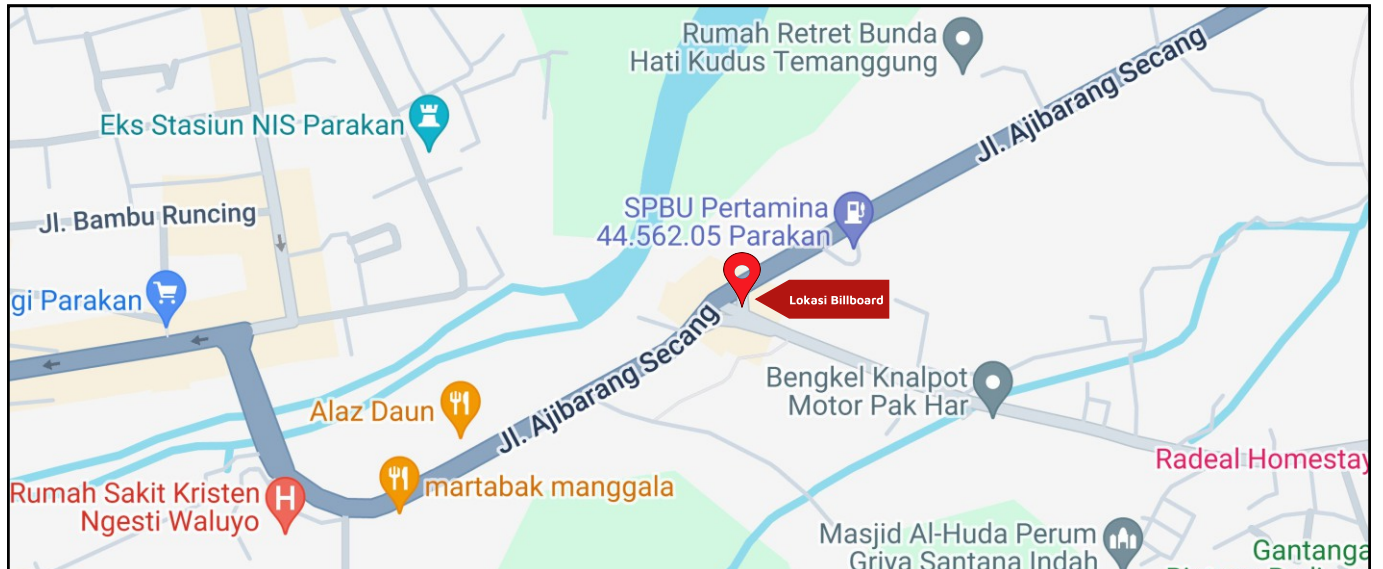 Rumah Retret Bunda
Hati Kudus Temanggung
Jl. Ajibarang Secang
Eks Stasiun NIS Parakan
Jl. Bambu Runcing
SPBU Pertamina
44.562.05 Parakan
gi Parakan
Lokasi Billboard
Jl. Ajibarang Secang
Bengkel Knalpot
Motor Pak Har
Alaz Daun
Radeal Homestay
martabak manggala
Rumah Sakit Kristen
Ngesti Waluyo
H
Masjid Al-Huda Perum
Griya Santana Indah
Gantanga